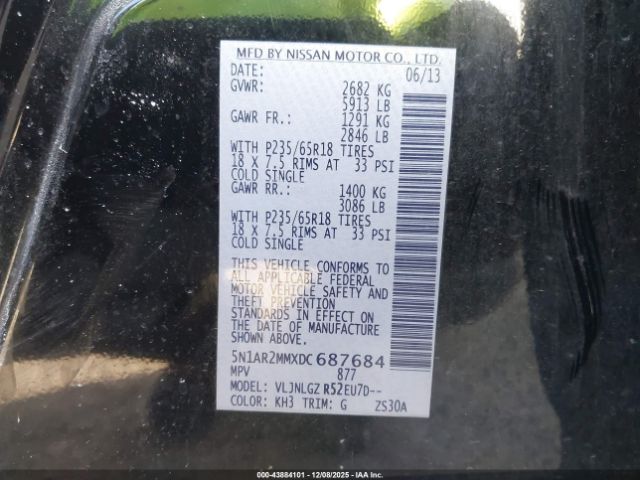 MFD BY NISSAN MOTOR CO., LTD.
DATE: 06/13
GVWR: 2682 KG
5913 LB
GAWR FR.: 1291 KG
2846 LB
WITH P235/65R18 TIRES
18 X 7.5 RIMS AT 33 PSI
COLD SINGLE
GAWR RR.: 1400 KG
3086 LB
WITH P235/65R18 TIRES
18 X 7.5 RIMS AT 33 PSI
COLD SINGLE
THIS VEHICLE CONFORMS TO
ALL APPLICABLE FEDERAL
MOTOR VEHICLE SAFETY AND
THEFT PREVENTION
STANDARDS IN EFFECT ON
THE DATE OF MANUFACTURE
SHOWN ABOVE.
5N1AR2MMXDC687684
MPV 877
MODEL: VLJNLGZ R52EU7D--
COLOR: KH3 TRIM: G ZS30A
000-43884101 - 12/08/2025 - IAA Inc.